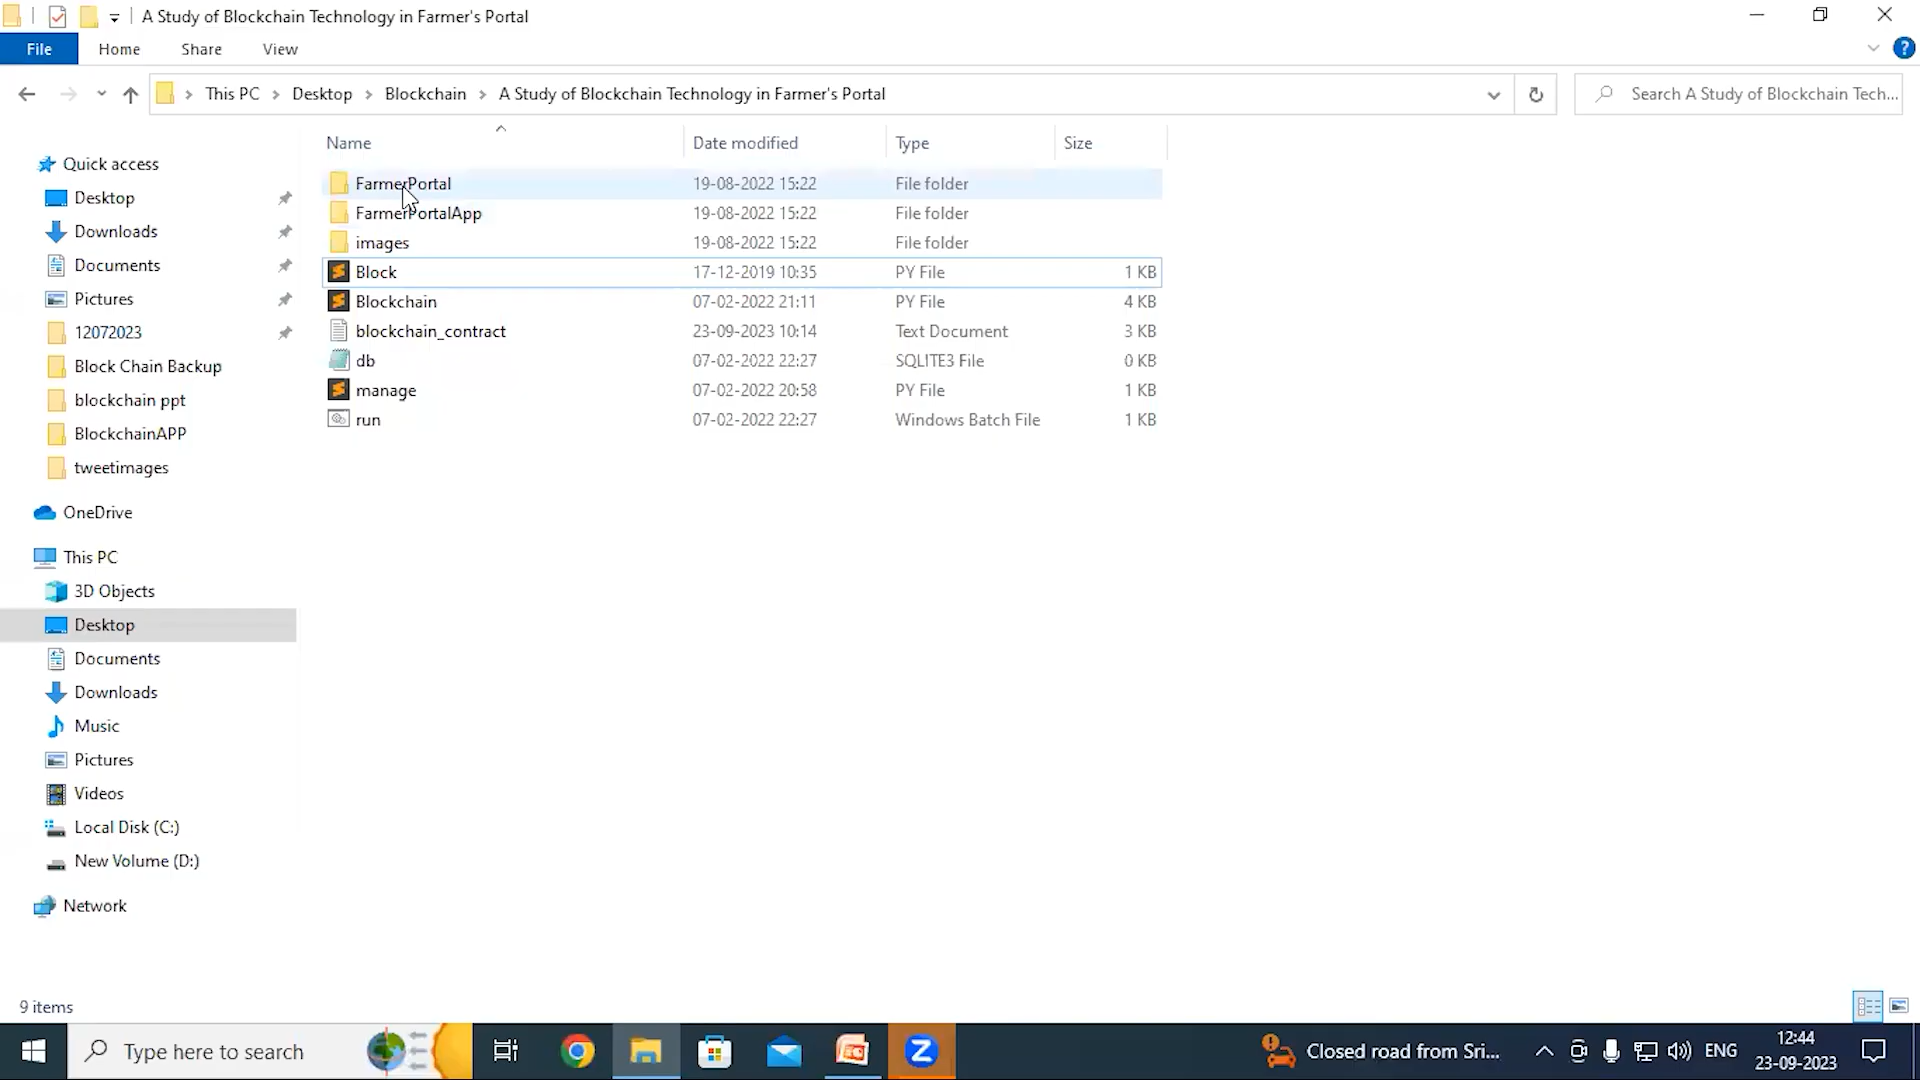 A Study of Blockchain Technology in Farmer's Portal
File Home Share View
This PC Desktop Blockchain A Study of Blockchain Technology in Farmer's Portal
Search A Study of Blockchain Tech...
Name Date modified Type Size
FarmerPortal 19-08-2022 15:22 File folder
FarmerPortalApp 19-08-2022 15:22 File folder
images 19-08-2022 15:22 File folder
Block 17-12-2019 10:35 PY File 1 KB
Blockchain 07-02-2022 21:11 PY File 4 KB
blockchain_contract 23-09-2023 10:14 Text Document 3 KB
db 07-02-2022 22:27 SQLITE3 File 0 KB
manage 07-02-2022 20:58 PY File 1 KB
run 07-02-2022 22:27 Windows Batch File 1 KB
Quick access
Desktop
Downloads
Documents
Pictures
12072023
Block Chain Backup
blockchain ppt
BlockchainAPP
tweetimages
OneDrive
This PC
3D Objects
Desktop
Documents
Downloads
Music
Pictures
Videos
Local Disk (C:)
New Volume (D:)
Network
9 items
Type here to search
Closed road from Sri...
ENG
12:44
23-09-2023